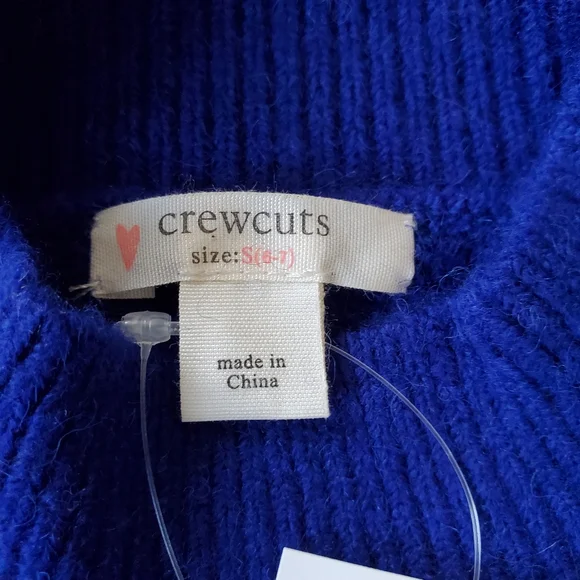 crewcuts
size:S(6-7)
made in
China